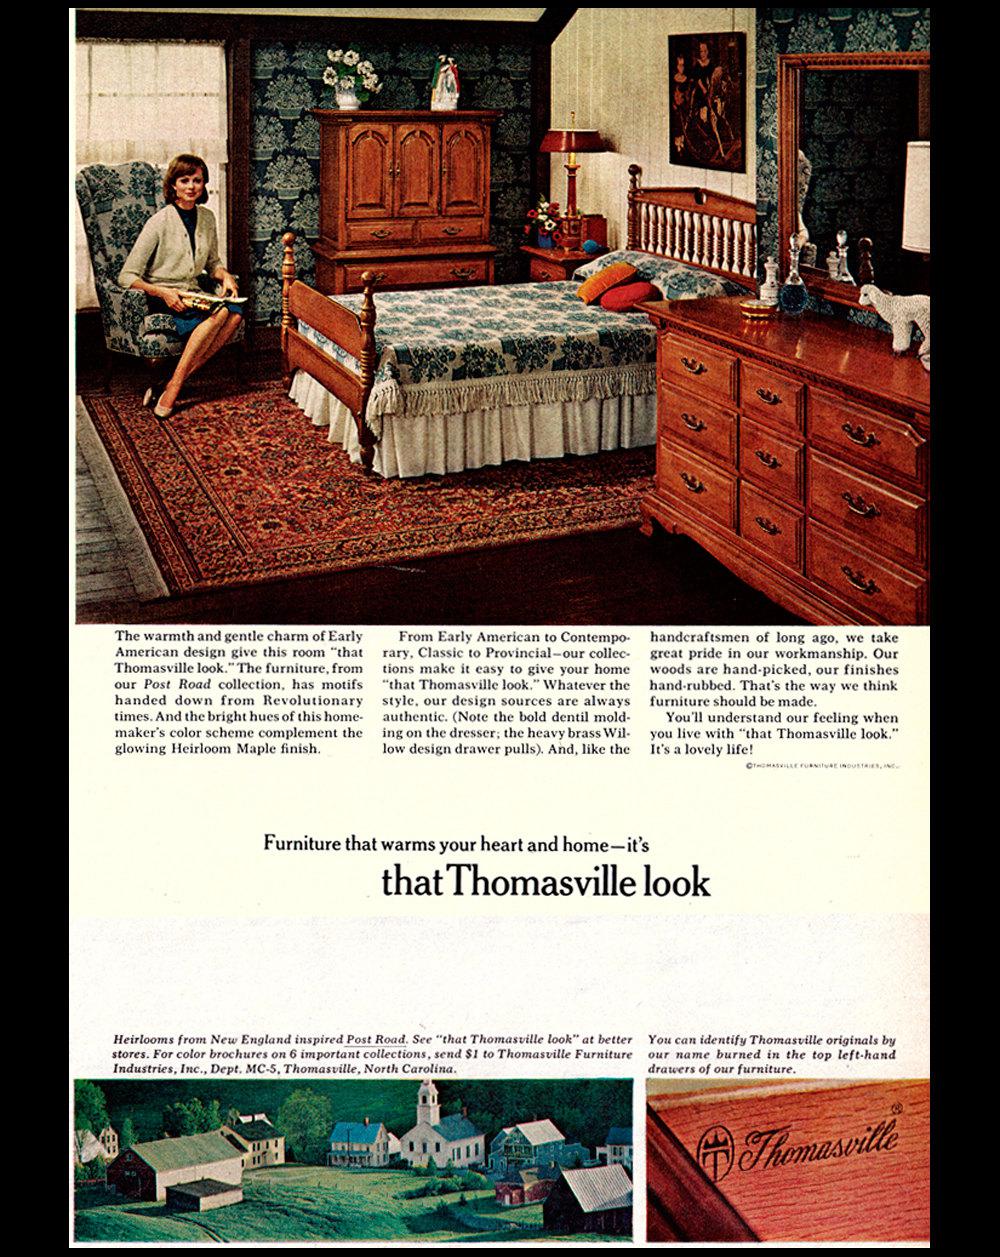 The warmth and gentle charm of Early
American design give this room "that
Thomasville look." The furniture, from
our Post Road collection, has motifs
handed down from Revolutionary
times. And the bright hues of this home-
maker's color scheme complement the
glowing Heirloom Maple finish.
From Early American to Contempo-
rary, Classic to Provincial—our collec-
tions make it easy to give your home
"that Thomasville look." Whatever the
style, our design sources are always
authentic. (Note the bold dentil mold-
ing on the dresser; the heavy brass Wil-
low design drawer pulls). And, like the
handcraftsmen of long ago, we take
great pride in our workmanship. Our
woods are hand-picked, our finishes
hand-rubbed. That's the way we think
furniture should be made.
You'll understand our feeling when
you live with "that Thomasville look."
It's a lovely life!
©THOMASVILLE FURNITURE INDUSTRIES, INC.
Furniture that warms your heart and home—it's
that Thomasville look
Heirlooms from New England inspired Post Road. See "that Thomasville look" at better
stores. For color brochures on 6 important collections, send $1 to Thomasville Furniture
Industries, Inc., Dept. MC-5, Thomasville, North Carolina.
You can identify Thomasville originals by
our name burned in the top left-hand
drawers of our furniture.
Thomasville ®